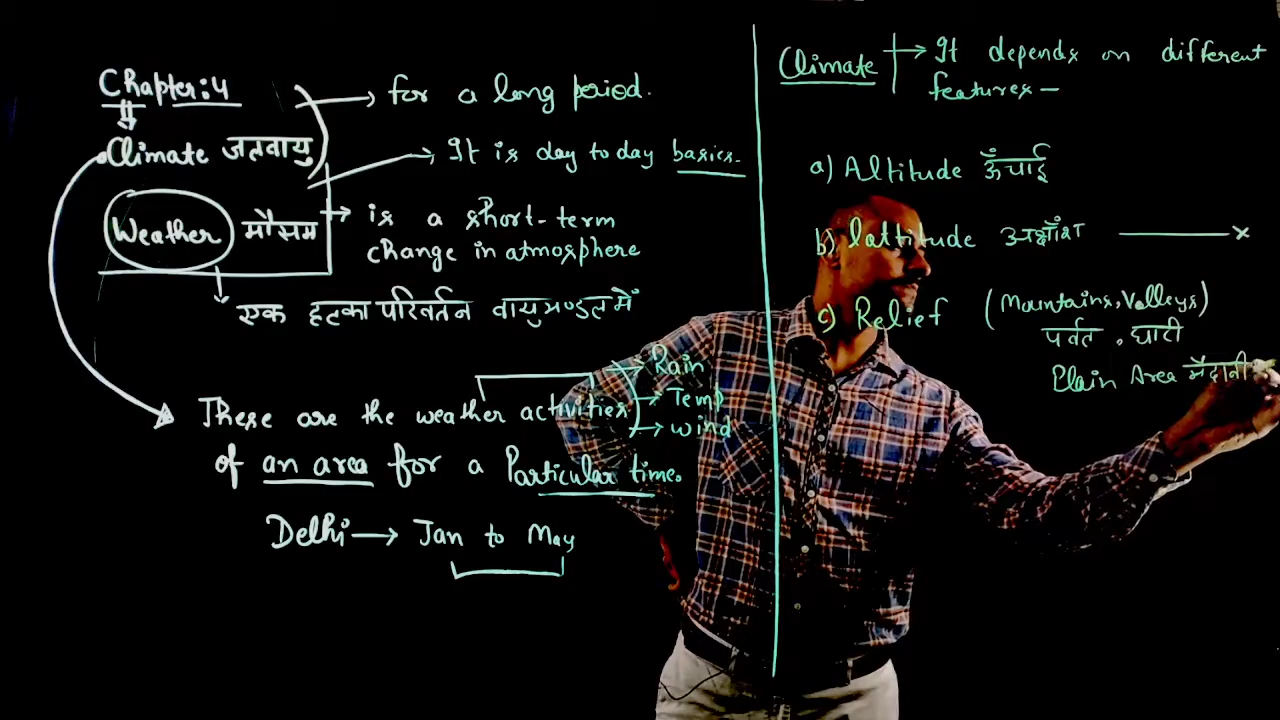 Chapter:4
Climate जलवायु
for a long period.
It is day to day basics.
Weather मौसम
is a short-term
change in atmosphere
एक हल्का परिवर्तन वायुमण्डल में
These are the weather activities
Rain
Temp
wind
of an area for a Particular time.
Delhi → Jan to May
Climate → It depends on different
features -
a) Altitude ऊँचाई
b) lattitude अक्षांश
c) Relief (Mountains, Valleys)
पर्वत, घाटी
Plain Area मैदानी